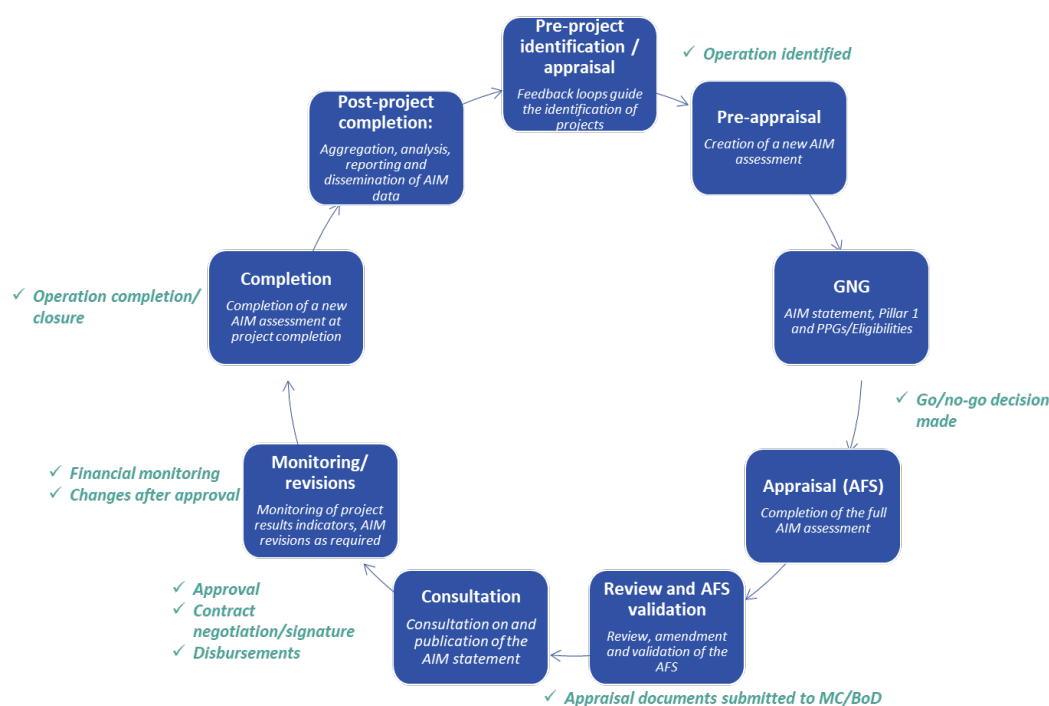 Pre-project
identification /
appraisal
Feedback loops guide
the identification of
projects
✓ Operation identified
Pre-appraisal
Creation of a new AIM
assessment
GNG
AIM statement, Pillar 1
and PPGs/Eligibilities
✓ Go/no-go decision
made
Appraisal (AFS)
Completion of the full
AIM assessment
Review and AFS
validation
Review, amendment
and validation of the
AFS
✓ Appraisal documents submitted to MC/BoD
Consultation
Consultation on and
publication of the
AIM statement
✓ Approval
✓ Contract
negotiation/signature
✓ Disbursements
Monitoring/
revisions
Monitoring of project
results indicators, AIM
revisions as required
✓ Financial monitoring
✓ Changes after approval
Completion
Completion of a new
AIM assessment at
project completion
✓ Operation completion/
closure
Post-project
completion:
Aggregation, analysis,
reporting and
dissemination of AIM
data